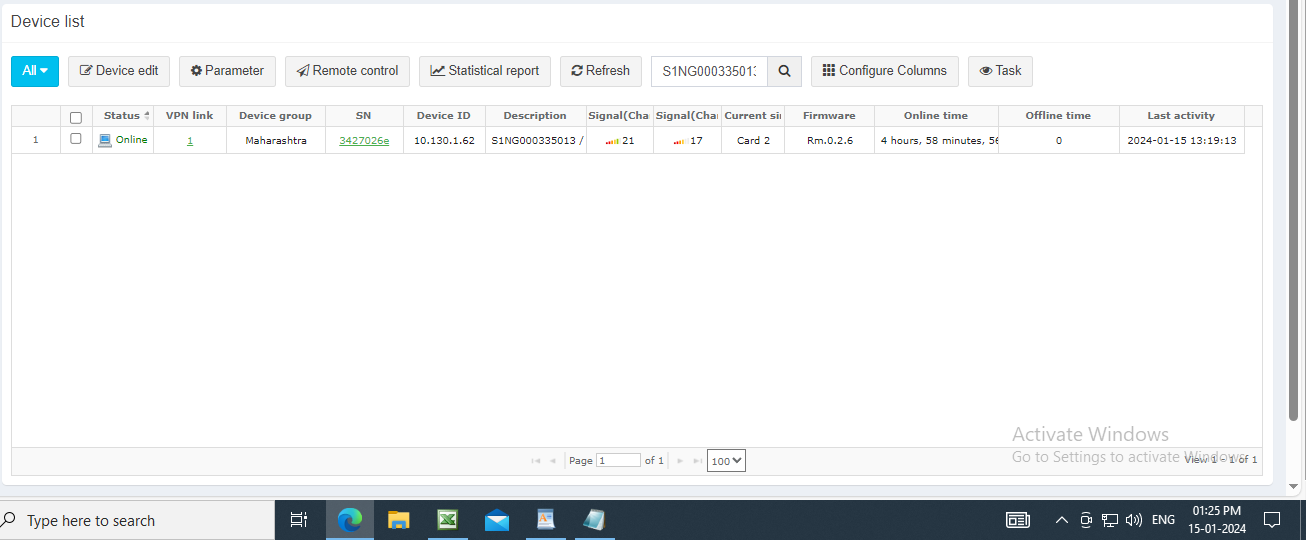 Device list
All Device edit Parameter Remote control Statistical report Refresh S1NG000335013 Configure Columns Task
Status VPN link Device group SN Device ID Description Signal(Cha Signal(Cha Current si Firmware Online time Offline time Last activity
1 Online 1 Maharashtra 3427026e 10.130.1.62 S1NG000335013 / 21 17 Card 2 Rm.0.2.6 4 hours, 58 minutes, 56 0 2024-01-15 13:19:13
Activate Windows
Go to Settings to activate Windows.
Page 1 of 1 100 View 1 - 1 of 1
Type here to search
ENG
01:25 PM
15-01-2024